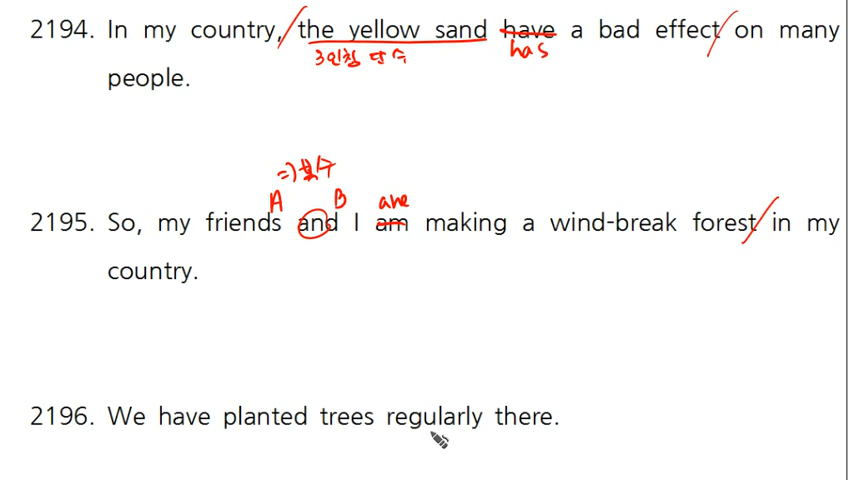 2194. In my country, the yellow sand have a bad effect on many
3인칭 단수 has
people.
⇒복수
A B are
2195. So, my friends and I am making a wind-break forest in my
country.
2196. We have planted trees regularly there.